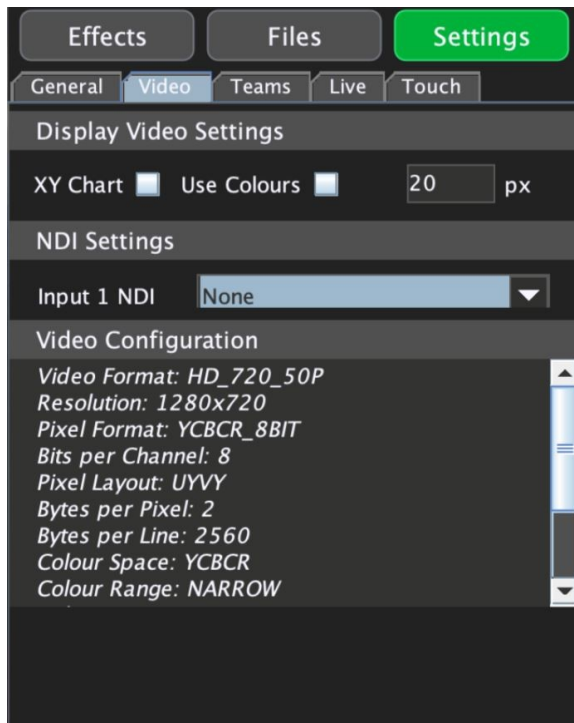 Effects Files Settings
General Video Teams Live Touch
Display Video Settings
XY Chart Use Colours 20 px
NDI Settings
Input 1 NDI None
Video Configuration
Video Format: HD_720_50P
Resolution: 1280x720
Pixel Format: YCBCR_8BIT
Bits per Channel: 8
Pixel Layout: UYVY
Bytes per Pixel: 2
Bytes per Line: 2560
Colour Space: YCBCR
Colour Range: NARROW